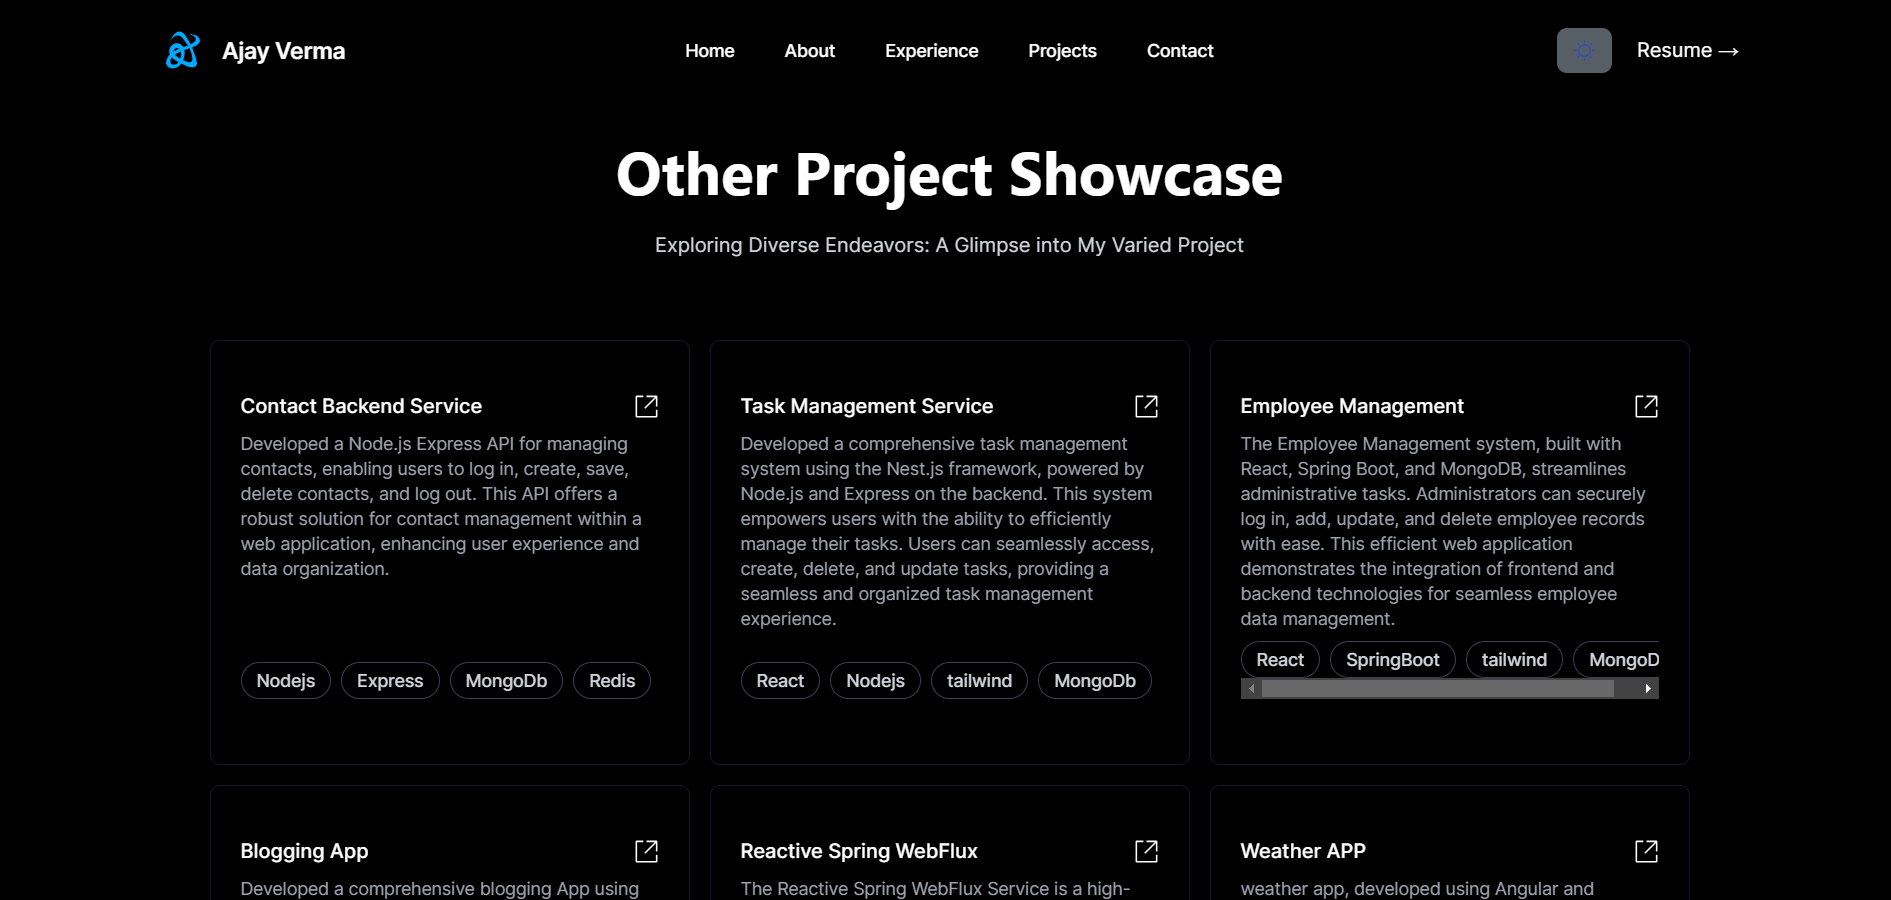 Ajay Verma
Home
About
Experience
Projects
Contact
Resume →
Other Project Showcase
Exploring Diverse Endeavors: A Glimpse into My Varied Project
Contact Backend Service
Developed a Node.js Express API for managing
contacts, enabling users to log in, create, save,
delete contacts, and log out. This API offers a
robust solution for contact management within a
web application, enhancing user experience and
data organization.
Nodejs
Express
MongoDb
Redis
Task Management Service
Developed a comprehensive task management
system using the Nest.js framework, powered by
Node.js and Express on the backend. This system
empowers users with the ability to efficiently
manage their tasks. Users can seamlessly access,
create, delete, and update tasks, providing a
seamless and organized task management
experience.
React
Nodejs
tailwind
MongoDb
Employee Management
The Employee Management system, built with
React, Spring Boot, and MongoDB, streamlines
administrative tasks. Administrators can securely
log in, add, update, and delete employee records
with ease. This efficient web application
demonstrates the integration of frontend and
backend technologies for seamless employee
data management.
React
SpringBoot
tailwind
MongoD
Blogging App
Developed a comprehensive blogging App using
Reactive Spring WebFlux
The Reactive Spring WebFlux Service is a high-
Weather APP
weather app, developed using Angular and